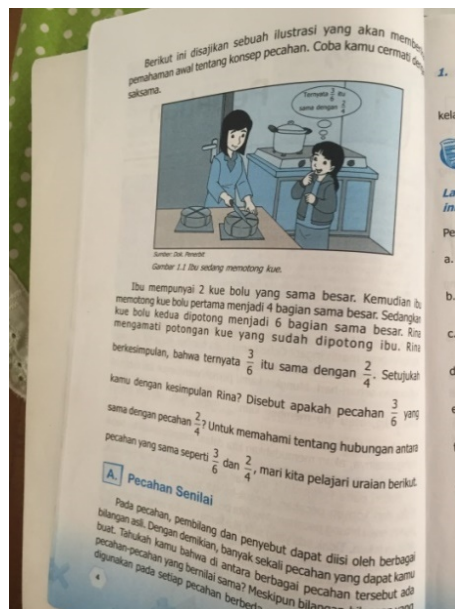 Berikut ini disajikan sebuah ilustrasi yang akan
pemahaman awal tentang konsep pecahan. Coba kamu cermati
saksama.
Ternyata 3/6 itu
sama dengan 2/4
Sumber: Dok. Penerbit
Gambar 1.1 Ibu sedang memotong kue.
Ibu mempunyai 2 kue bolu yang sama besar. Kemudian ibu
memotong kue bolu pertama menjadi 4 bagian sama besar. Sedangkan
kue bolu kedua dipotong menjadi 6 bagian sama besar. Rina
mengamati potongan kue yang sudah dipotong ibu. Rina
berkesimpulan, bahwa ternyata 3/6 itu sama dengan 2/4. Setujukah
kamu dengan kesimpulan Rina? Disebut apakah pecahan 3/6 yang
sama dengan pecahan 2/4? Untuk memahami tentang hubungan antara
pecahan yang sama seperti 3/6 dan 2/4, mari kita pelajari uraian berikut.
A. Pecahan Senilai
Pada pecahan, pembilang dan penyebut dapat diisi oleh berbagai
bilangan asli. Dengan demikian, banyak sekali pecahan yang dapat kamu
buat. Tahukah kamu bahwa di antara berbagai pecahan tersebut ada
pecahan-pecahan yang bernilai sama? Meskipun
digunakan pada setiap pecahan
4
1.
a.
b.